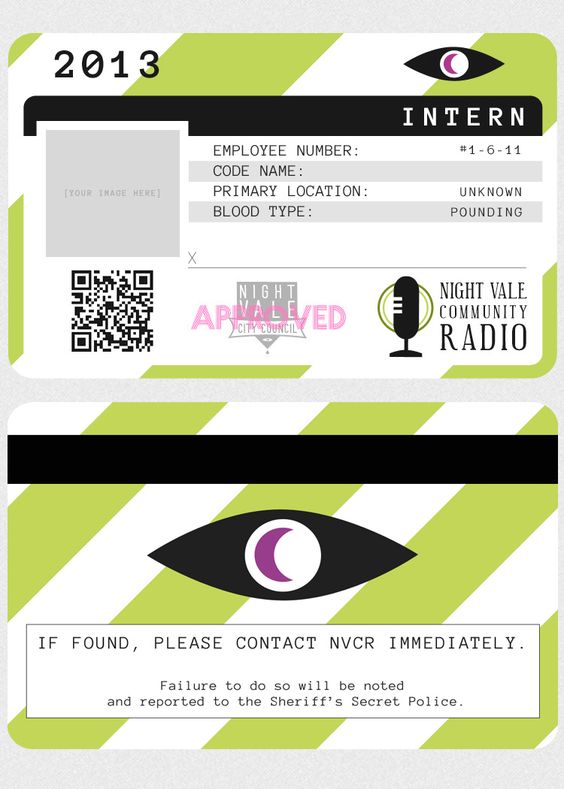 2013
INTERN
[YOUR IMAGE HERE]
EMPLOYEE NUMBER: #1-6-11
CODE NAME:
PRIMARY LOCATION: UNKNOWN
BLOOD TYPE: POUNDING
X
NIGHT
VALE
APPROVED
CITY COUNCIL
NIGHT VALE
COMMUNITY
RADIO
IF FOUND, PLEASE CONTACT NVCR IMMEDIATELY.
Failure to do so will be noted
and reported to the Sheriff's Secret Police.